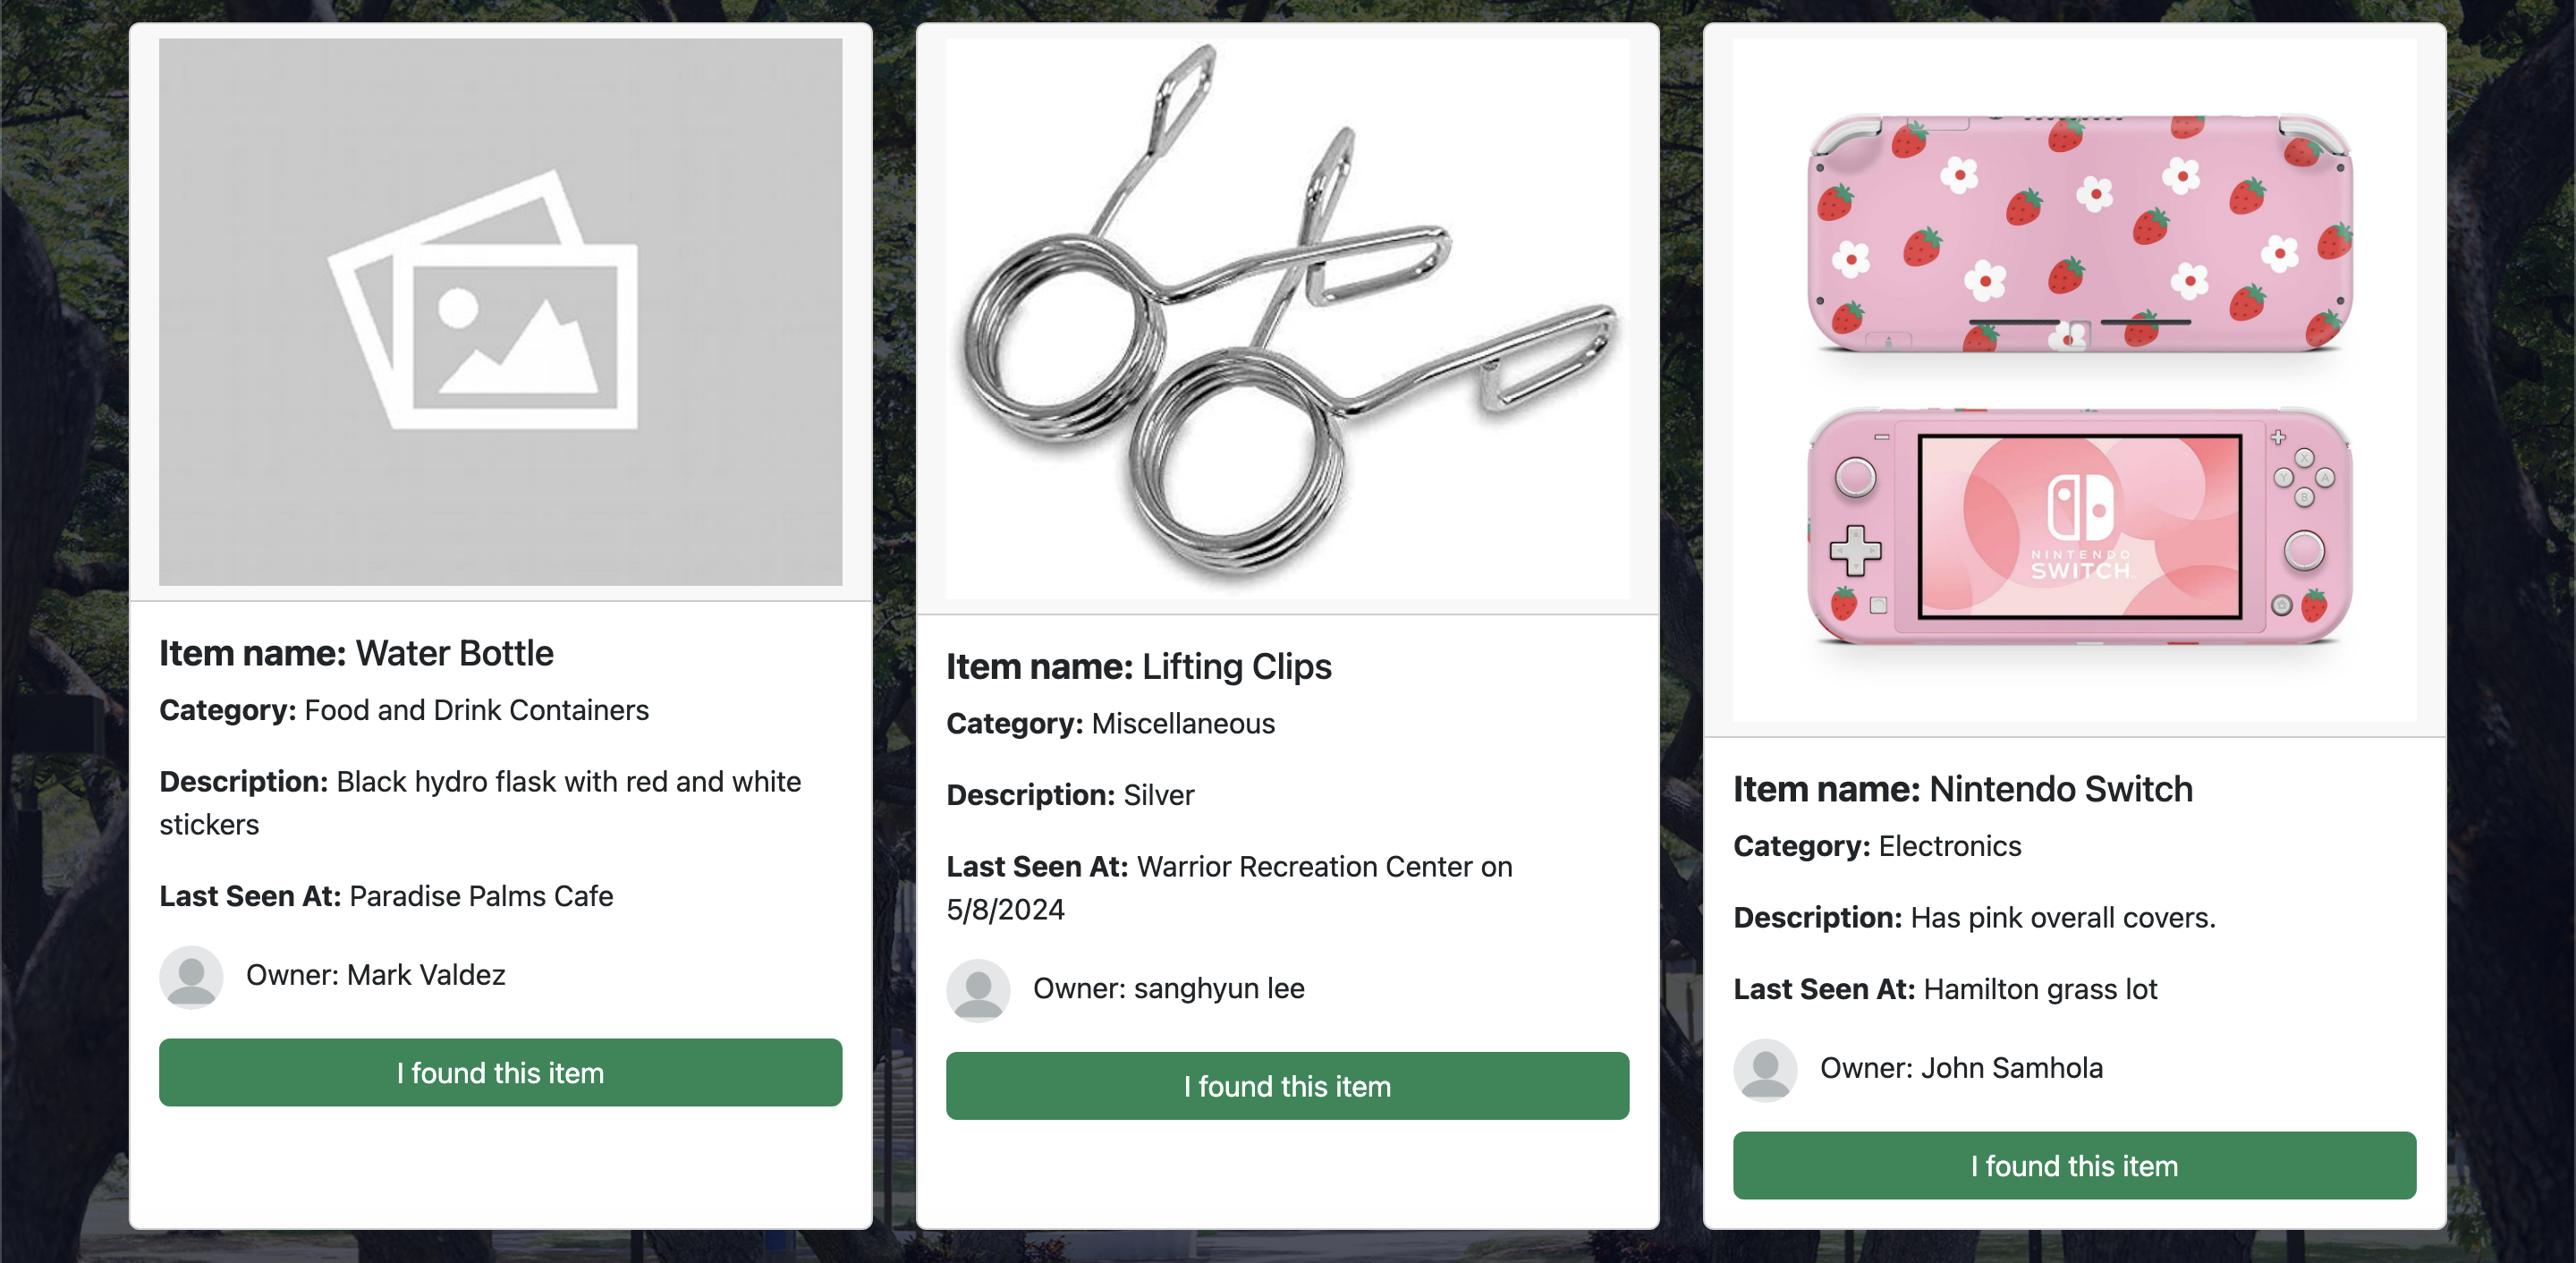 Item name: Water Bottle
Category: Food and Drink Containers
Description: Black hydro flask with red and white
stickers
Last Seen At: Paradise Palms Cafe
Owner: Mark Valdez
I found this item
Item name: Lifting Clips
Category: Miscellaneous
Description: Silver
Last Seen At: Warrior Recreation Center on
5/8/2024
Owner: sanghyun lee
I found this item
X
Y
A
B
NINTENDO
SWITCH
Item name: Nintendo Switch
Category: Electronics
Description: Has pink overall covers.
Last Seen At: Hamilton grass lot
Owner: John Samhola
I found this item